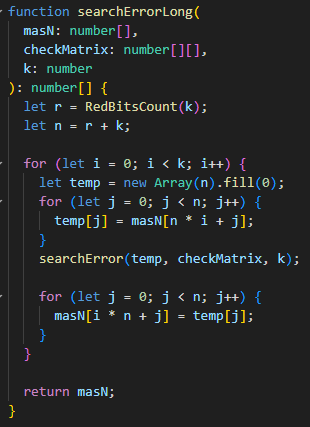 function searchErrorLong(
  masN: number[],
  checkMatrix: number[][],
  k: number
): number[] {
  let r = RedBitsCount(k);
  let n = r + k;

  for (let i = 0; i < k; i++) {
    let temp = new Array(n).fill(0);
    for (let j = 0; j < n; j++) {
      temp[j] = masN[n * i + j];
    }
    searchError(temp, checkMatrix, k);

    for (let j = 0; j < n; j++) {
      masN[i * n + j] = temp[j];
    }
  }

  return masN;
}